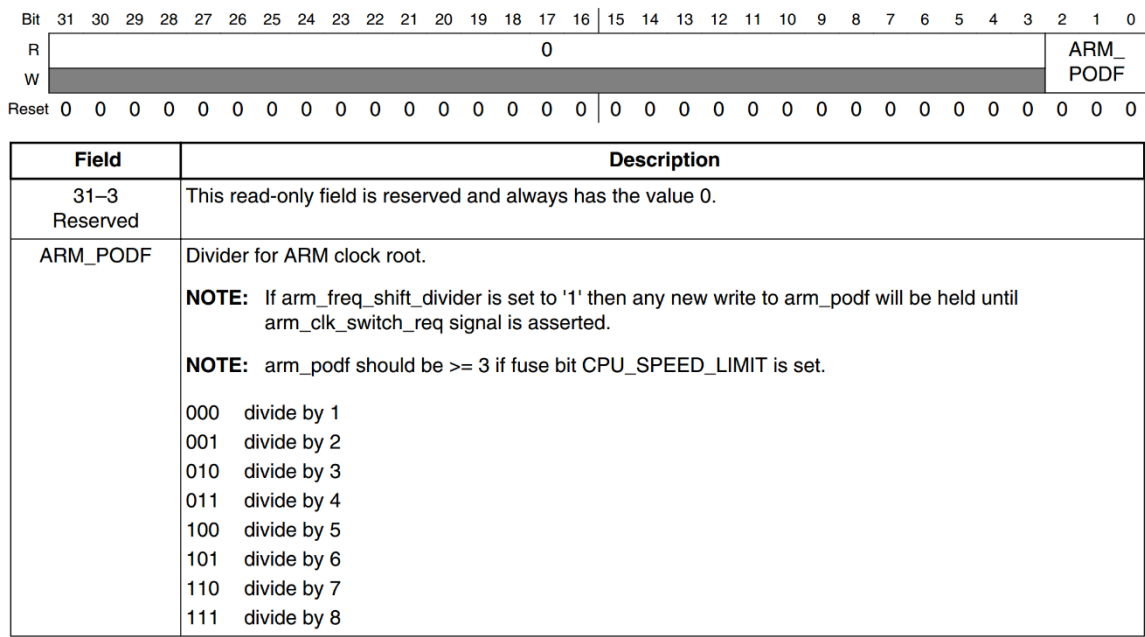 Bit 31 30 29 28 27 26 25 24 23 22 21 20 19 18 17 16 15 14 13 12 11 10 9 8 7 6 5 4 3 2 1 0
R 0 ARM_
W PODF
Reset 0 0 0 0 0 0 0 0 0 0 0 0 0 0 0 0 0 0 0 0 0 0 0 0 0 0 0 0 0 0 0 0
Field Description
31–3 This read-only field is reserved and always has the value 0.
Reserved
ARM_PODF Divider for ARM clock root.
NOTE: If arm_freq_shift_divider is set to '1' then any new write to arm_podf will be held until
arm_clk_switch_req signal is asserted.
NOTE: arm_podf should be >= 3 if fuse bit CPU_SPEED_LIMIT is set.
000 divide by 1
001 divide by 2
010 divide by 3
011 divide by 4
100 divide by 5
101 divide by 6
110 divide by 7
111 divide by 8